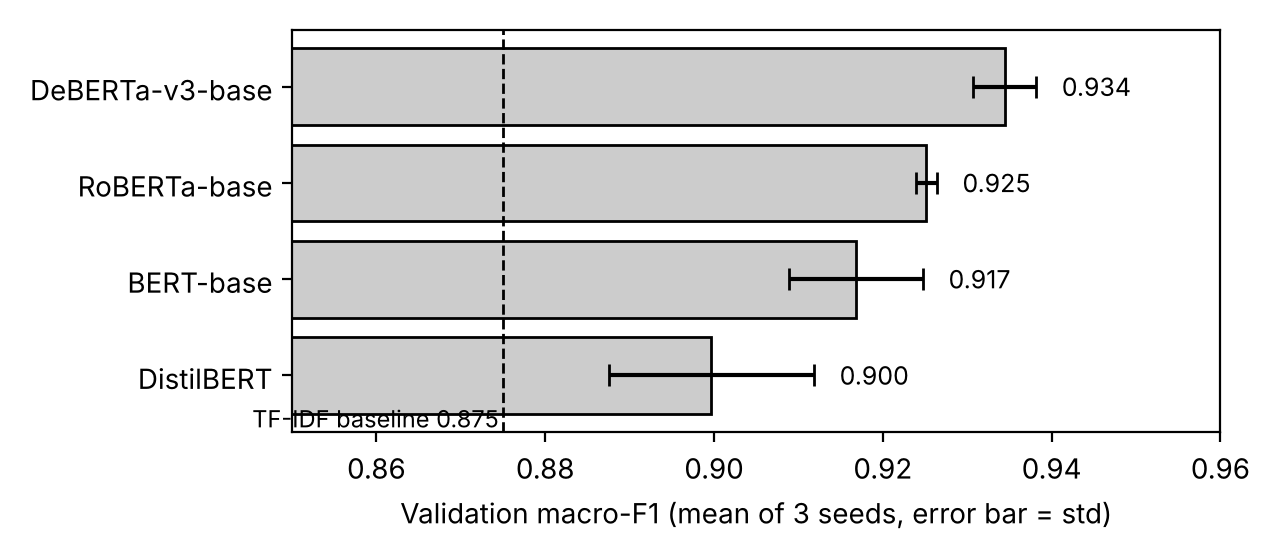 DeBERTa-v3-base 0.934
RoBERTa-base 0.925
BERT-base 0.917
DistilBERT 0.900
TF-IDF baseline 0.875
0.86 0.88 0.90 0.92 0.94 0.96
Validation macro-F1 (mean of 3 seeds, error bar = std)